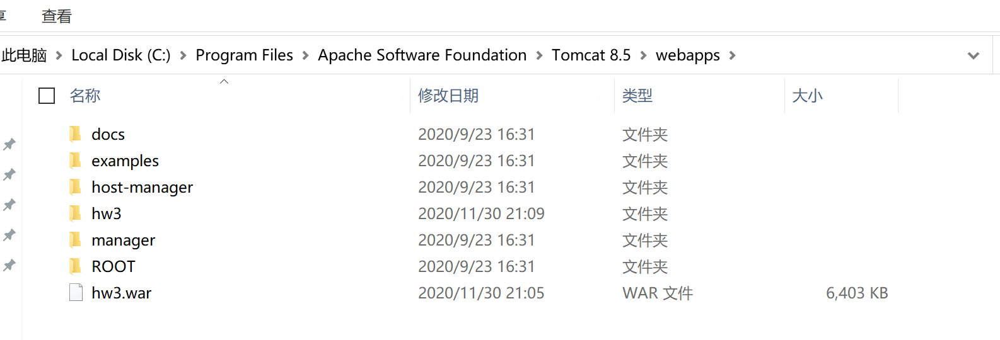 享 查看
此电脑 Local Disk (C:) Program Files Apache Software Foundation Tomcat 8.5 webapps
名称 修改日期 类型 大小
docs 2020/9/23 16:31 文件夹
examples 2020/9/23 16:31 文件夹
host-manager 2020/9/23 16:31 文件夹
hw3 2020/11/30 21:09 文件夹
manager 2020/9/23 16:31 文件夹
ROOT 2020/9/23 16:31 文件夹
hw3.war 2020/11/30 21:05 WAR 文件 6,403 KB